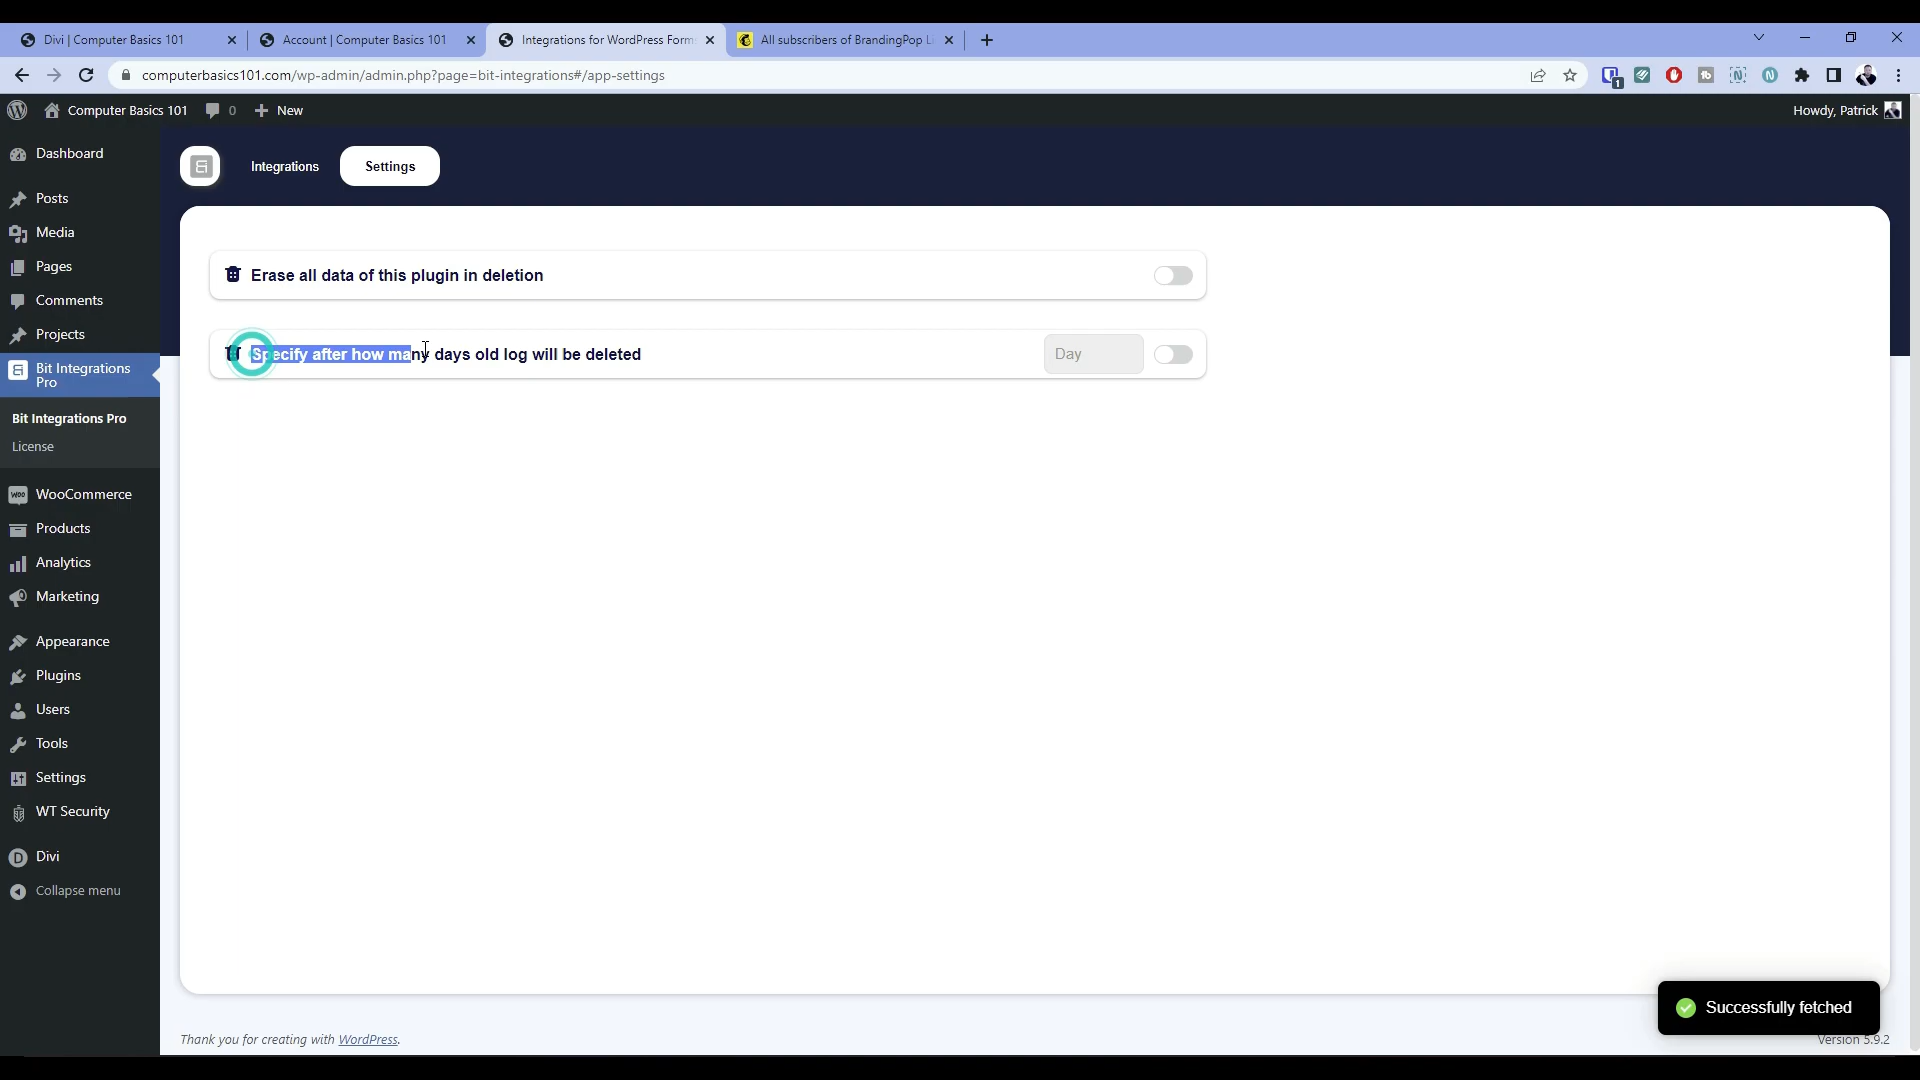 Divi | Computer Basics 101
Account | Computer Basics 101
Integrations for WordPress Form
All subscribers of BrandingPop L
computerbasics101.com/wp-admin/admin.php?page=bit-integrations#/app-settings
1
Computer Basics 101
0
New
Howdy, Patrick
Dashboard
Posts
Media
Pages
Comments
Projects
Bit Integrations Pro
Bit Integrations Pro
License
WooCommerce
Products
Analytics
Marketing
Appearance
Plugins
Users
Tools
Settings
WT Security
Divi
Collapse menu
Integrations
Settings
Erase all data of this plugin in deletion
Specify after how many days old log will be deleted
Day
Successfully fetched
Thank you for creating with WordPress.
Version 5.9.2